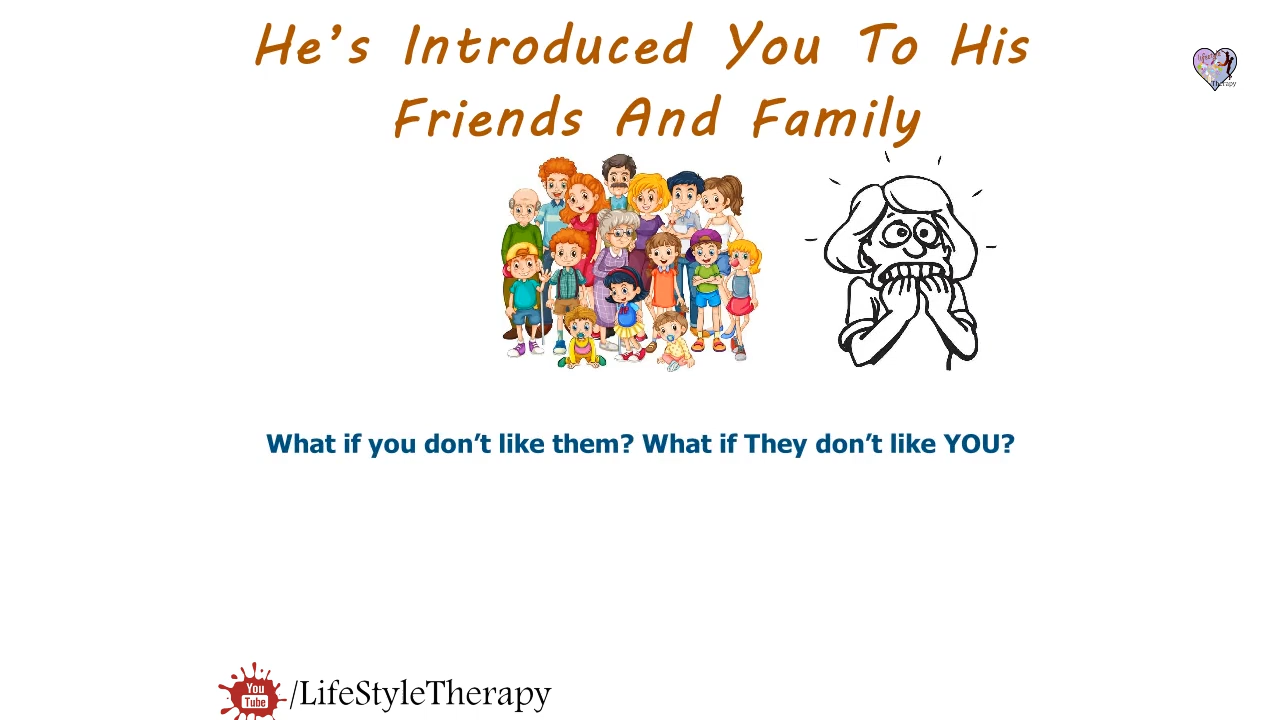 He's Introduced You To His
Friends And Family
Therapy
What if you don't like them? What if They don't like YOU?
You
Tube
/LifeStyleTherapy